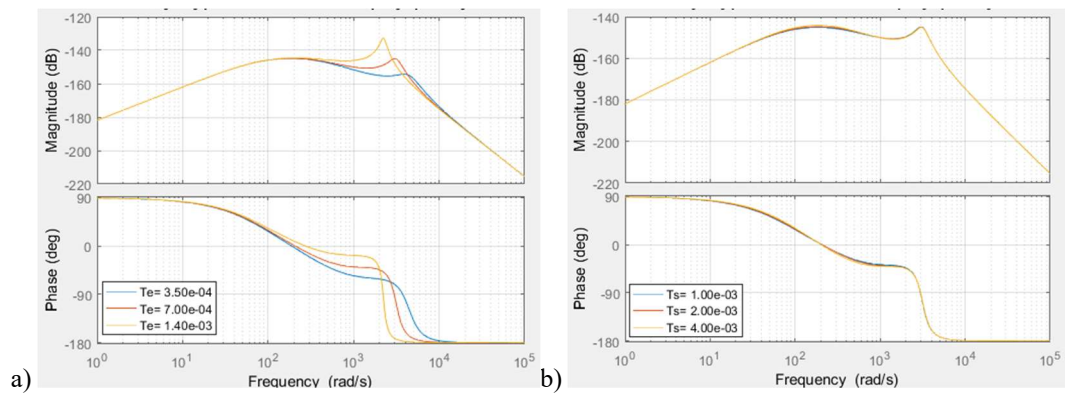 -120
-140
-160
-180
-200
-220
Magnitude (dB)
90
0
-90
-180
Phase (deg)
Te= 3.50e-04
Te= 7.00e-04
Te= 1.40e-03
10^0 10^1 10^2 10^3 10^4 10^5
Frequency (rad/s)
a)
-140
-160
-180
-200
-220
Magnitude (dB)
90
0
-90
-180
Phase (deg)
Ts= 1.00e-03
Ts= 2.00e-03
Ts= 4.00e-03
10^0 10^1 10^2 10^3 10^4 10^5
Frequency (rad/s)
b)